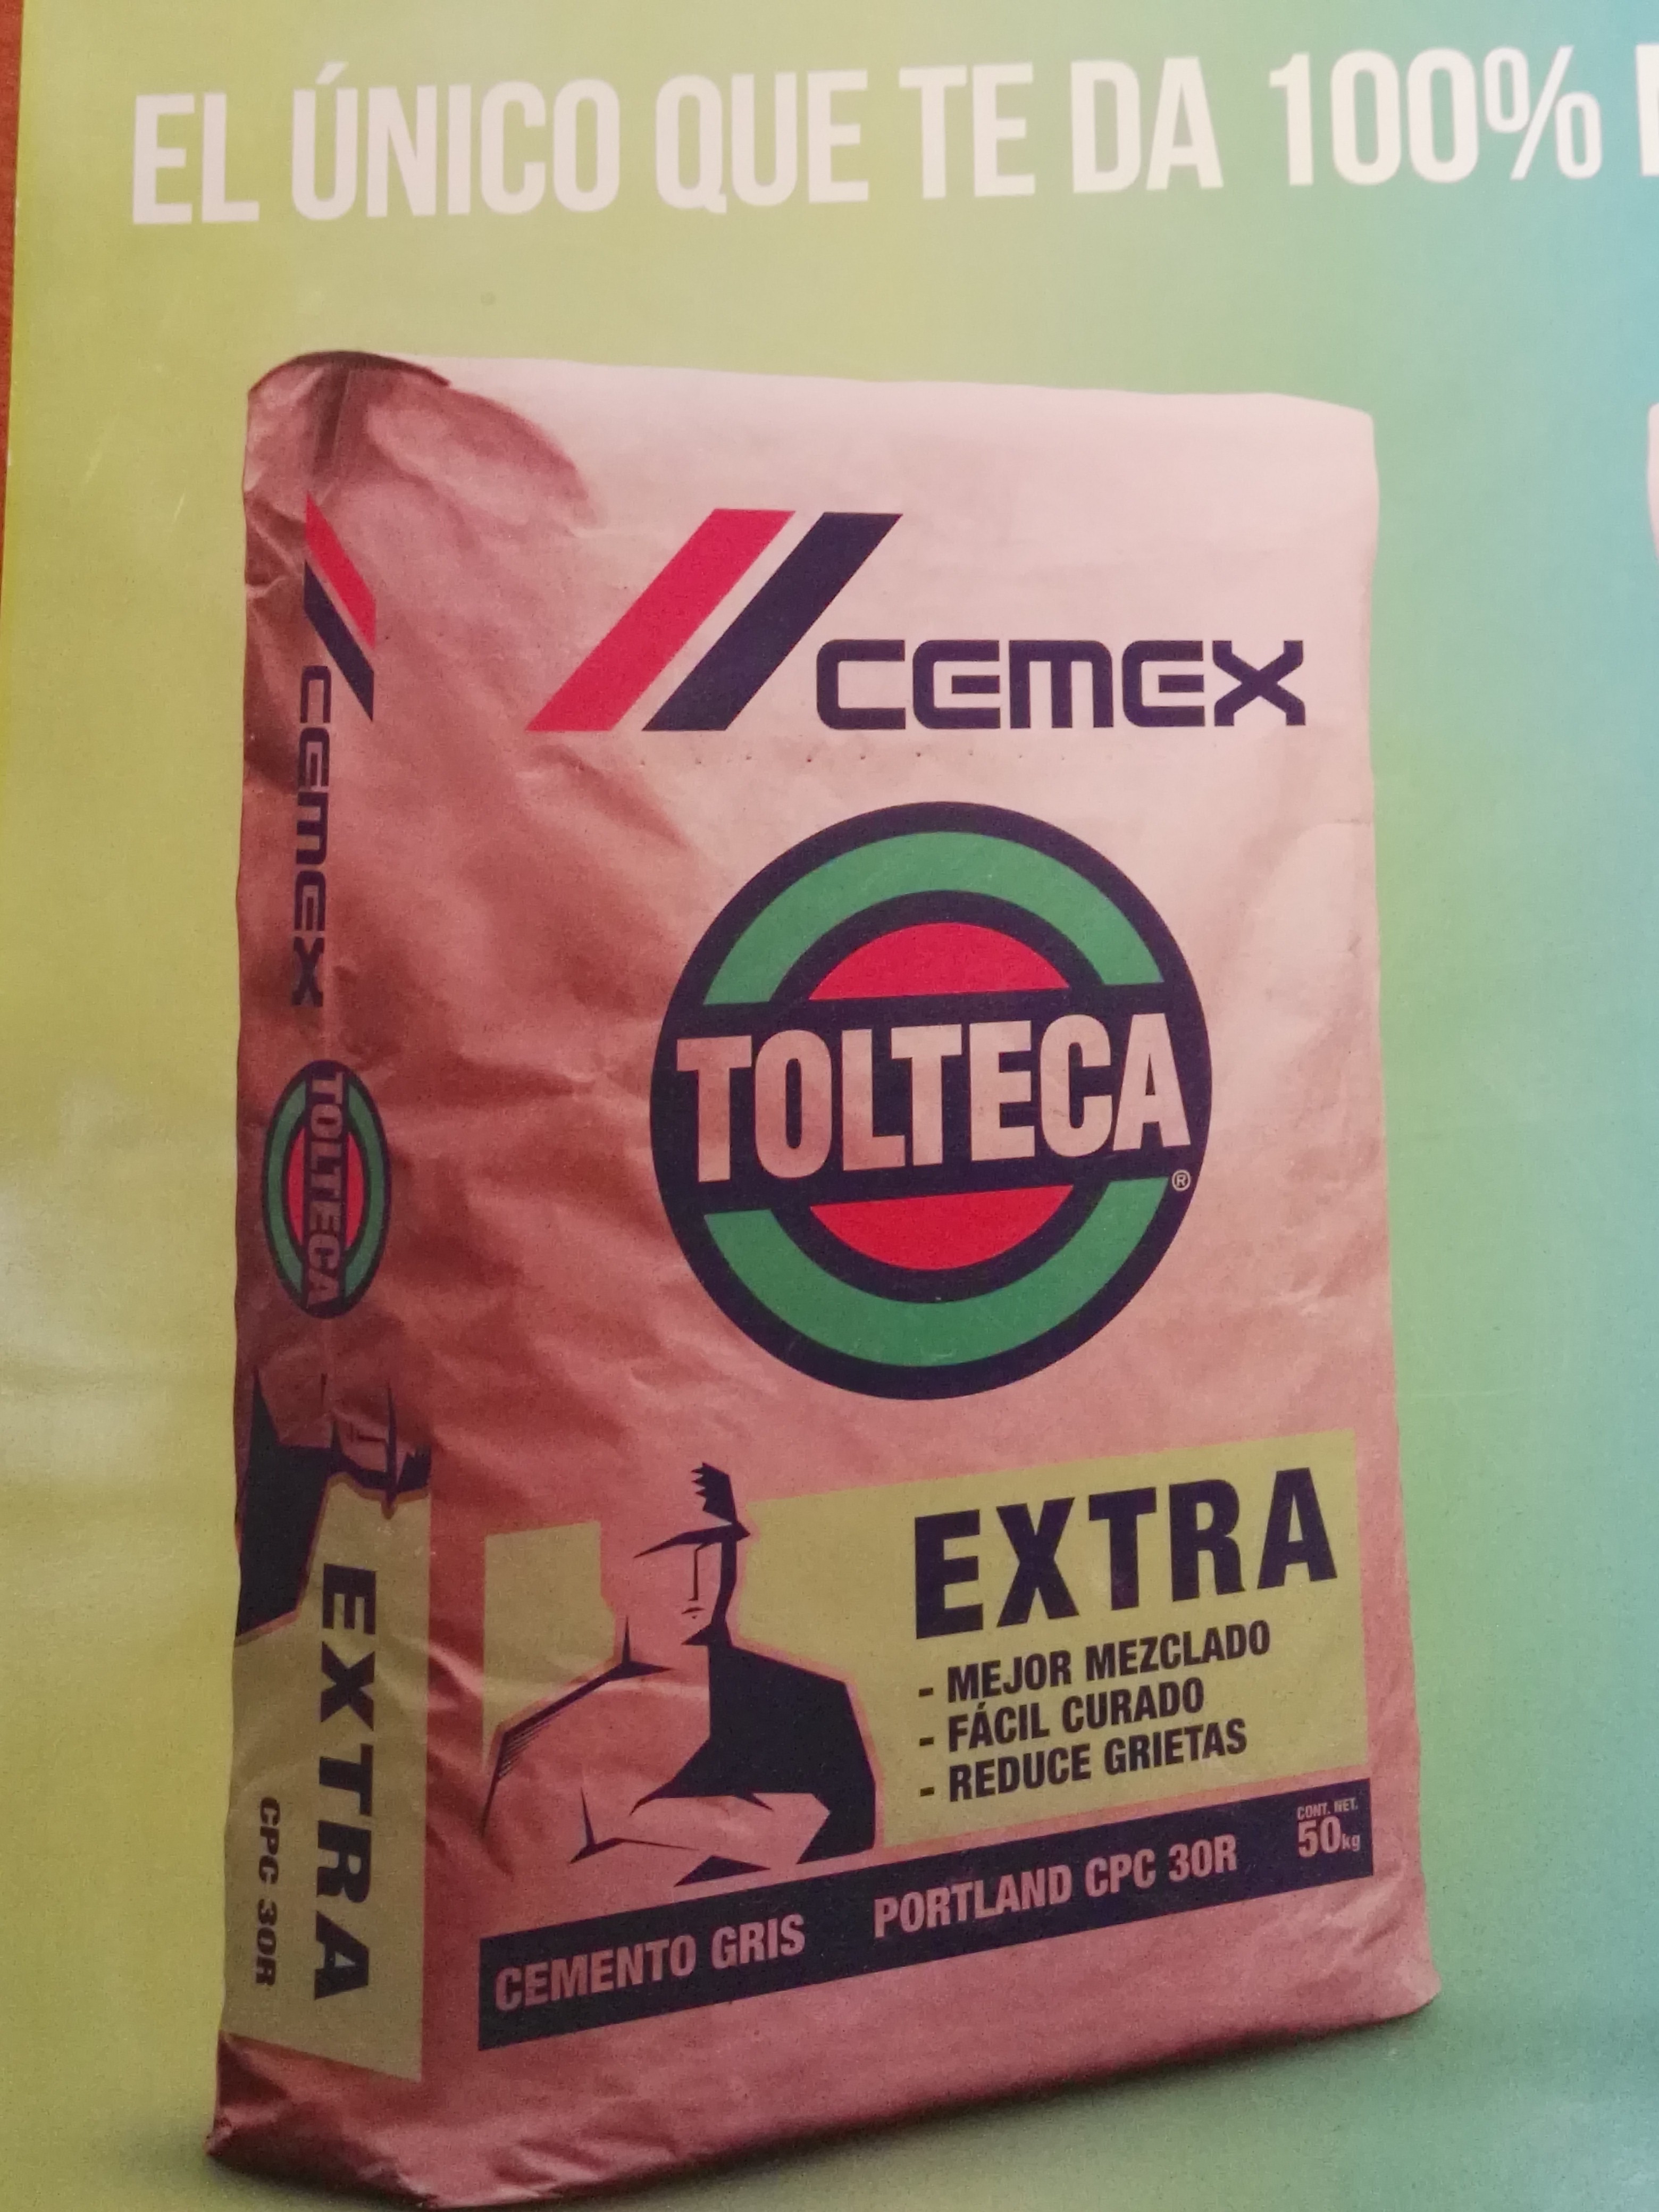 EL ÚNICO QUE TE DA 100%
CEMEX
TOLTECA
®
EXTRA
- MEJOR MEZCLADO
- FÁCIL CURADO
- REDUCE GRIETAS
CONT. NET.
50kg
CEMENTO GRIS PORTLAND CPC 30R
CEMEX
TOLTECA
EXTRA
CPC 30R